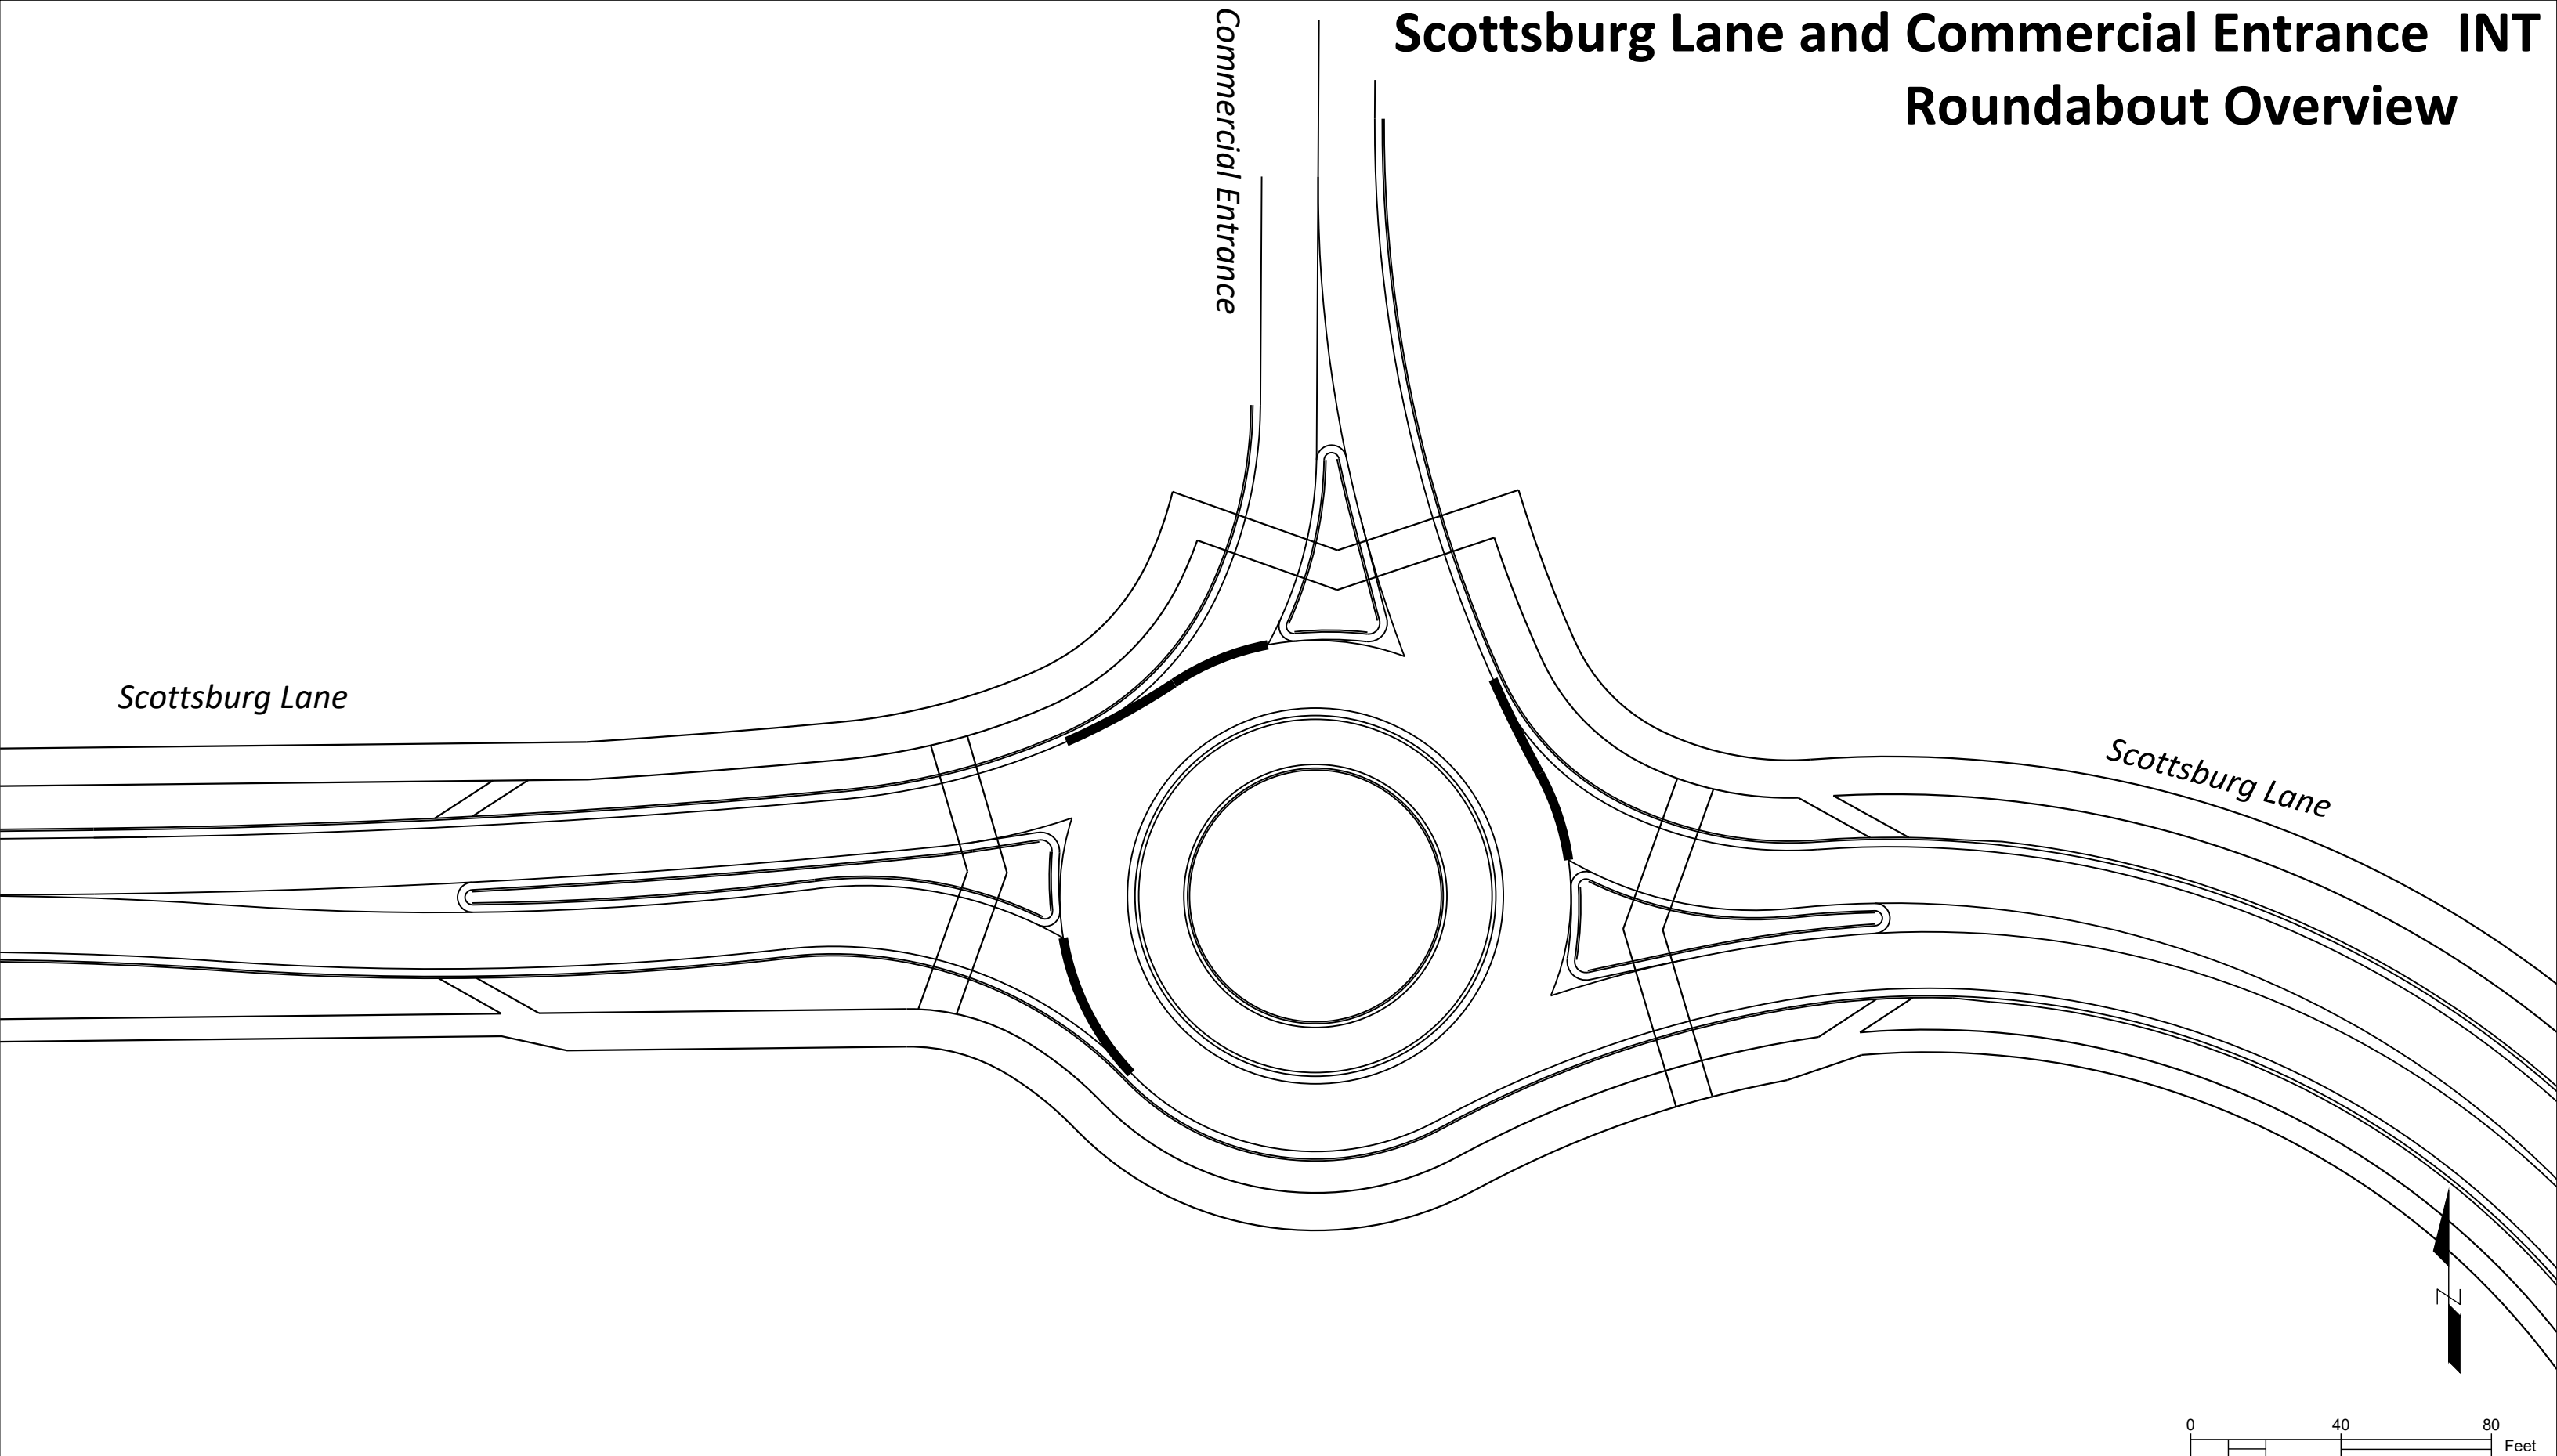 Scottsburg Lane and Commercial Entrance  INT
Roundabout Overview
Commercial Entrance
Scottsburg Lane
Scottsburg Lane
N
0 40 80
Feet